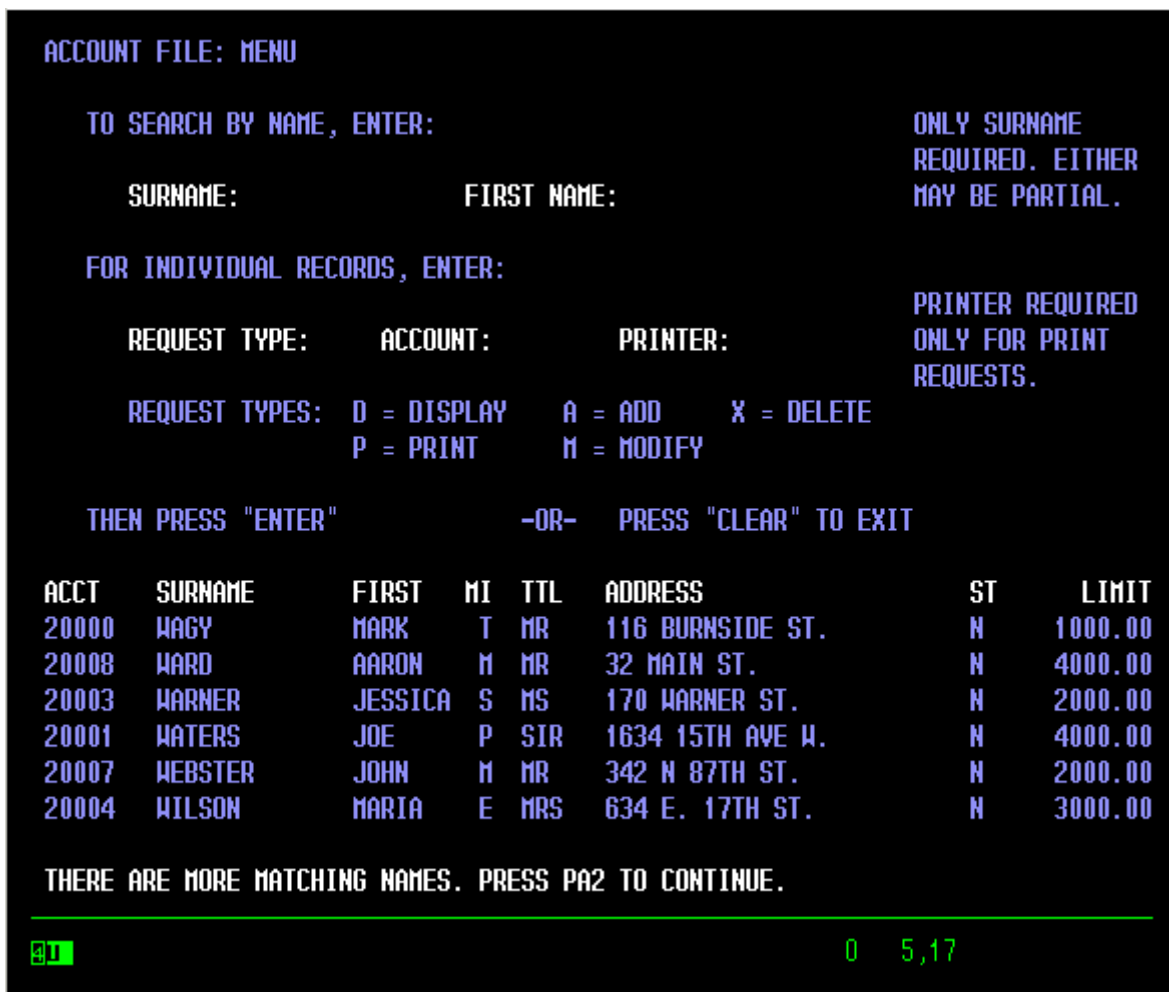 ACCOUNT FILE: MENU
TO SEARCH BY NAME, ENTER: ONLY SURNAME
REQUIRED. EITHER
SURNAME: FIRST NAME: MAY BE PARTIAL.
FOR INDIVIDUAL RECORDS, ENTER:
PRINTER REQUIRED
REQUEST TYPE: ACCOUNT: PRINTER: ONLY FOR PRINT
REQUESTS.
REQUEST TYPES: D = DISPLAY A = ADD X = DELETE
P = PRINT M = MODIFY
THEN PRESS "ENTER" -OR- PRESS "CLEAR" TO EXIT
ACCT SURNAME FIRST MI TTL ADDRESS ST LIMIT
20000 WAGY MARK T MR 116 BURNSIDE ST. N 1000.00
20008 WARD AARON M MR 32 MAIN ST. N 4000.00
20003 WARNER JESSICA S MS 170 WARNER ST. N 2000.00
20001 WATERS JOE P SIR 1634 15TH AVE W. N 4000.00
20007 WEBSTER JOHN M MR 342 N 87TH ST. N 2000.00
20004 WILSON MARIA E MRS 634 E. 17TH ST. N 3000.00
THERE ARE MORE MATCHING NAMES. PRESS PA2 TO CONTINUE.
4 0 5,17